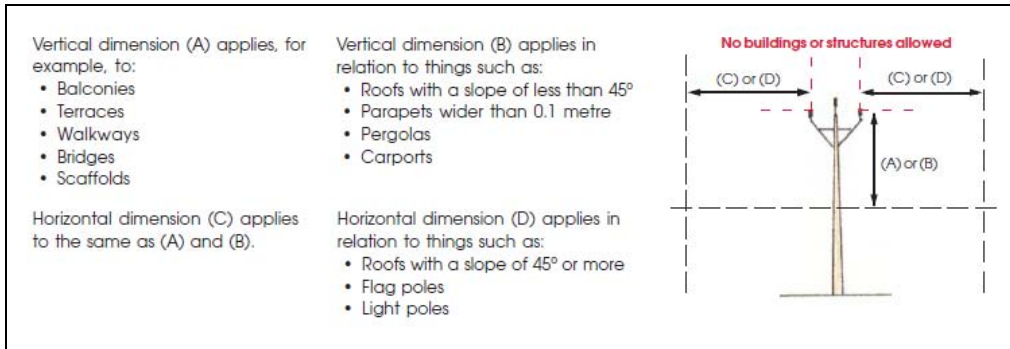 Vertical dimension (A) applies, for
example, to:
• Balconies
• Terraces
• Walkways
• Bridges
• Scaffolds
Horizontal dimension (C) applies
to the same as (A) and (B).
Vertical dimension (B) applies in
relation to things such as:
• Roofs with a slope of less than 45º
• Parapets wider than 0.1 metre
• Pergolas
• Carports
Horizontal dimension (D) applies in
relation to things such as:
• Roofs with a slope of 45º or more
• Flag poles
• Light poles
No buildings or structures allowed
(C) or (D)
(C) or (D)
(A) or (B)